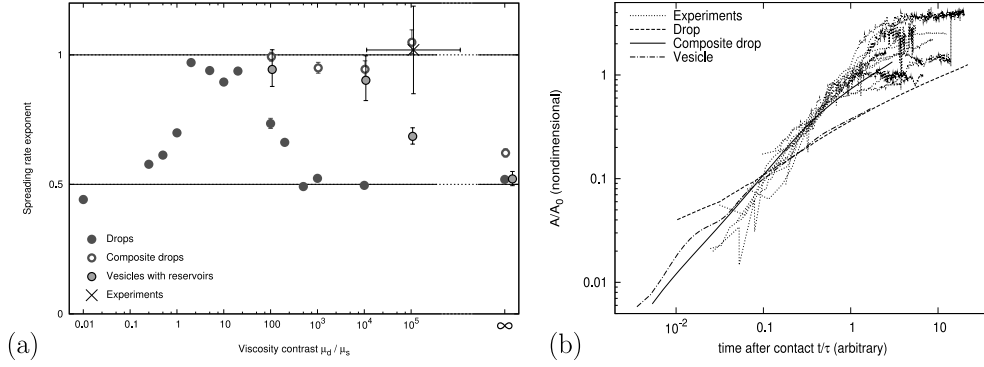 (a)
Spreading rate exponent
1
0.5
0
Drops
Composite drops
Vesicles with reservoirs
Experiments
0.01 0.1 1 10 100 10³ 10⁴ 10⁵ ∞
Viscosity contrast μd / μs
(b)
A/A0 (nondimensional)
1
0.1
0.01
Experiments
Drop
Composite drop
Vesicle
10⁻² 0.1 1 10
time after contact t/τ (arbitrary)